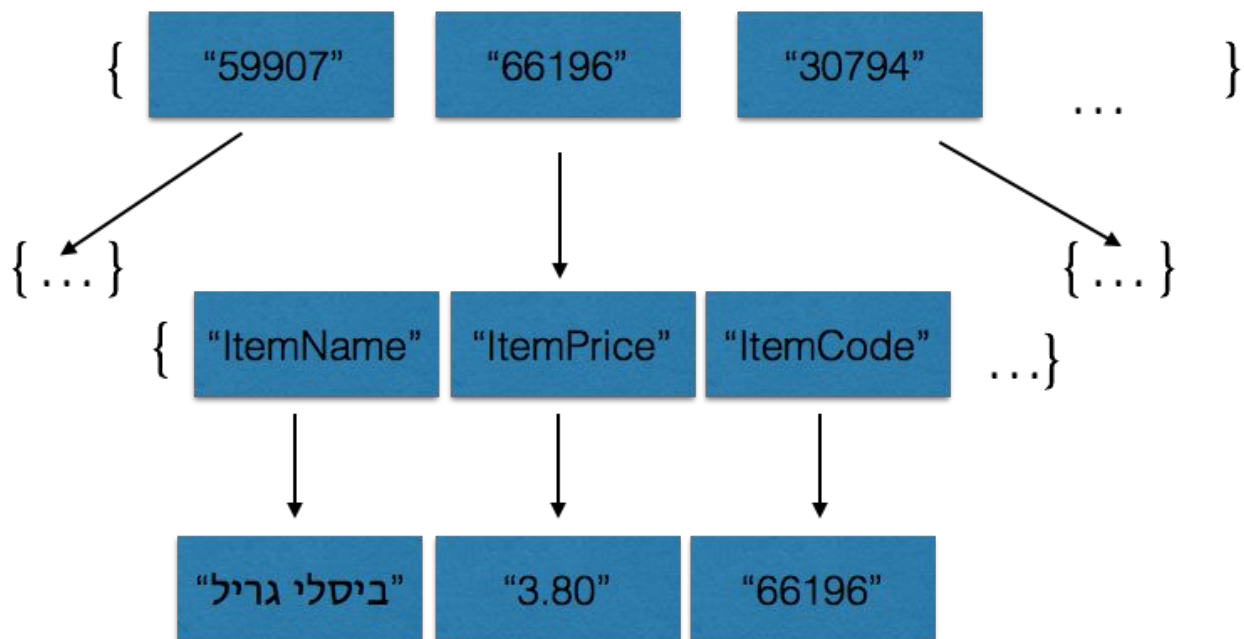 { “59907” “66196” “30794” ... }
{ ... } { ... }
{ “ItemName” “ItemPrice” “ItemCode” ...}
“ביסלי גריל” “3.80” “66196”